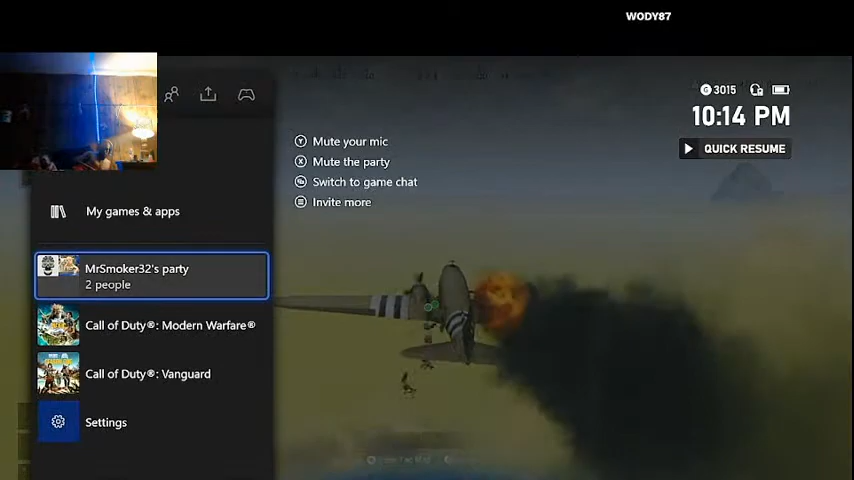 WODY87
G 3015
10:14 PM
QUICK RESUME
Y Mute your mic
X Mute the party
Switch to game chat
Invite more
My games & apps
MrSmoker32's party
2 people
Call of Duty®: Modern Warfare®
Call of Duty®: Vanguard
Settings